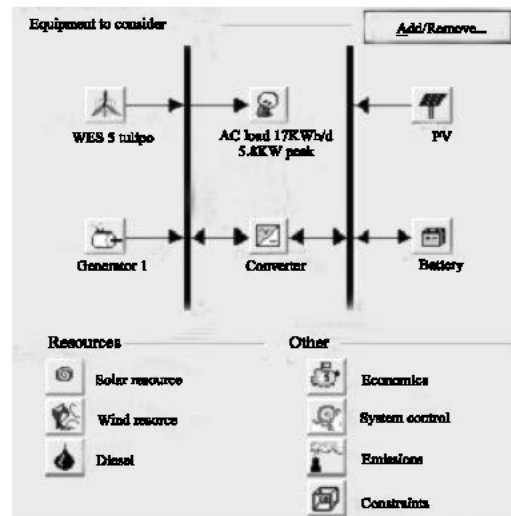 Equipment to consider
Add/Remove...
WES 5 tulipo
AC load 17KWh/d
5.8KW peak
PV
Generator 1
Converter
Battery
Resources
Other
Solar resource
Economics
Wind resorce
System control
Diesel
Emissions
Constraints